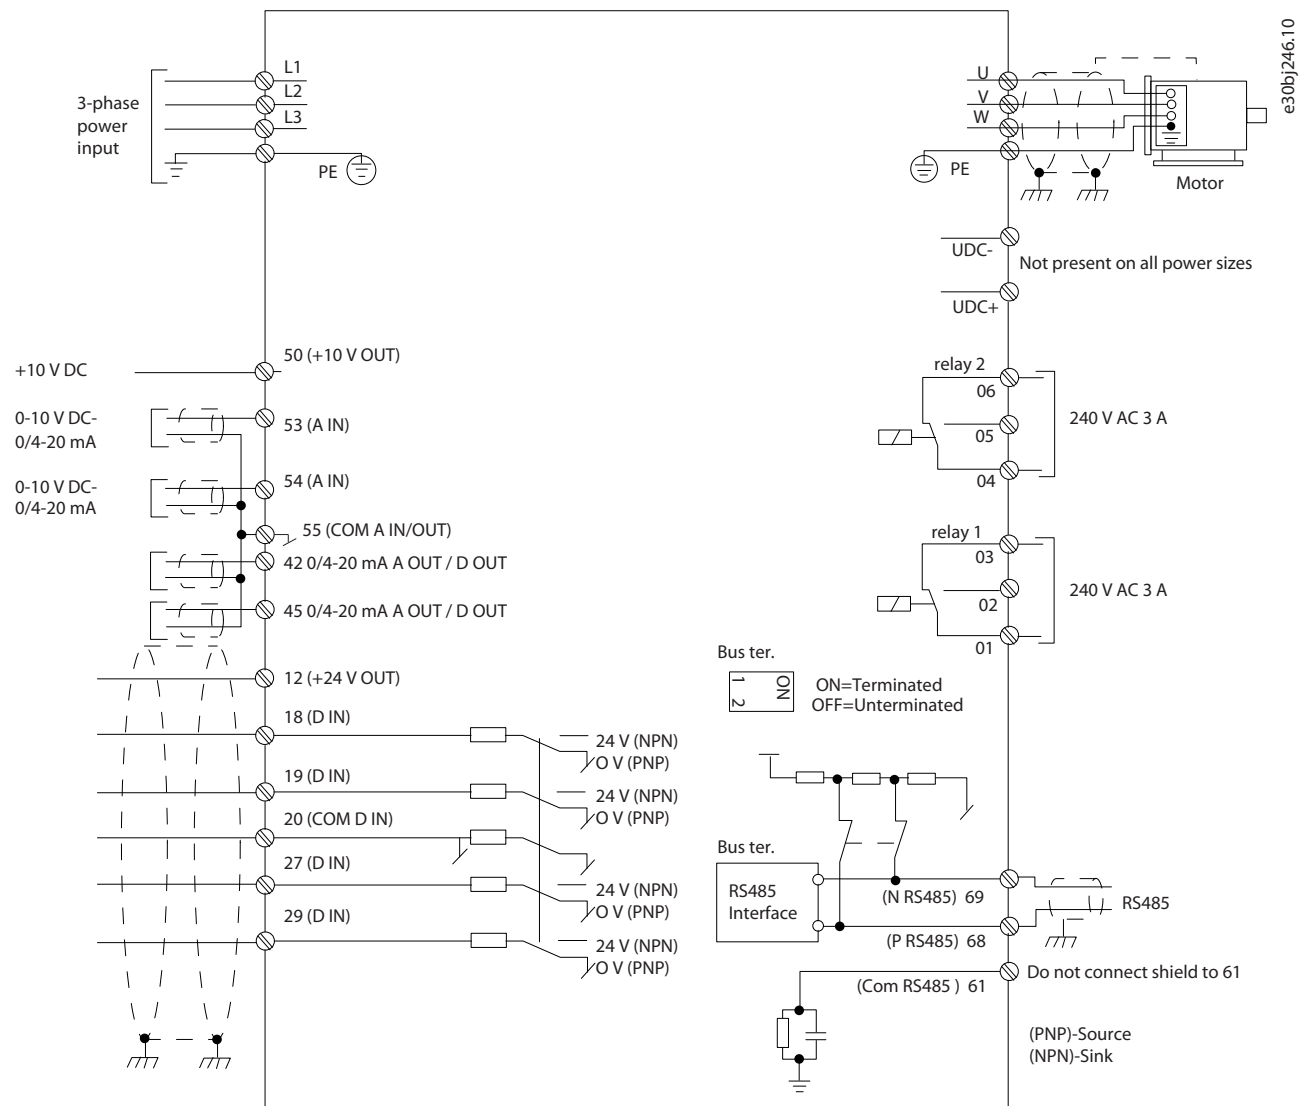 e30bj246.10
3-phase
power
input
L1
L2
L3
PE
U
V
W
PE
Motor
UDC-
Not present on all power sizes
UDC+
+10 V DC
50 (+10 V OUT)
0-10 V DC-
0/4-20 mA
53 (A IN)
0-10 V DC-
0/4-20 mA
54 (A IN)
55 (COM A IN/OUT)
42 0/4-20 mA A OUT / D OUT
45 0/4-20 mA A OUT / D OUT
12 (+24 V OUT)
18 (D IN)
24 V (NPN)
O V (PNP)
19 (D IN)
24 V (NPN)
O V (PNP)
20 (COM D IN)
27 (D IN)
24 V (NPN)
O V (PNP)
29 (D IN)
24 V (NPN)
O V (PNP)
relay 2
06
05
04
240 V AC 3 A
relay 1
03
02
01
240 V AC 3 A
Bus ter.
1
2
ON
ON=Terminated
OFF=Unterminated
Bus ter.
RS485
Interface
(N RS485) 69
(P RS485) 68
RS485
(Com RS485 ) 61
Do not connect shield to 61
(PNP)-Source
(NPN)-Sink